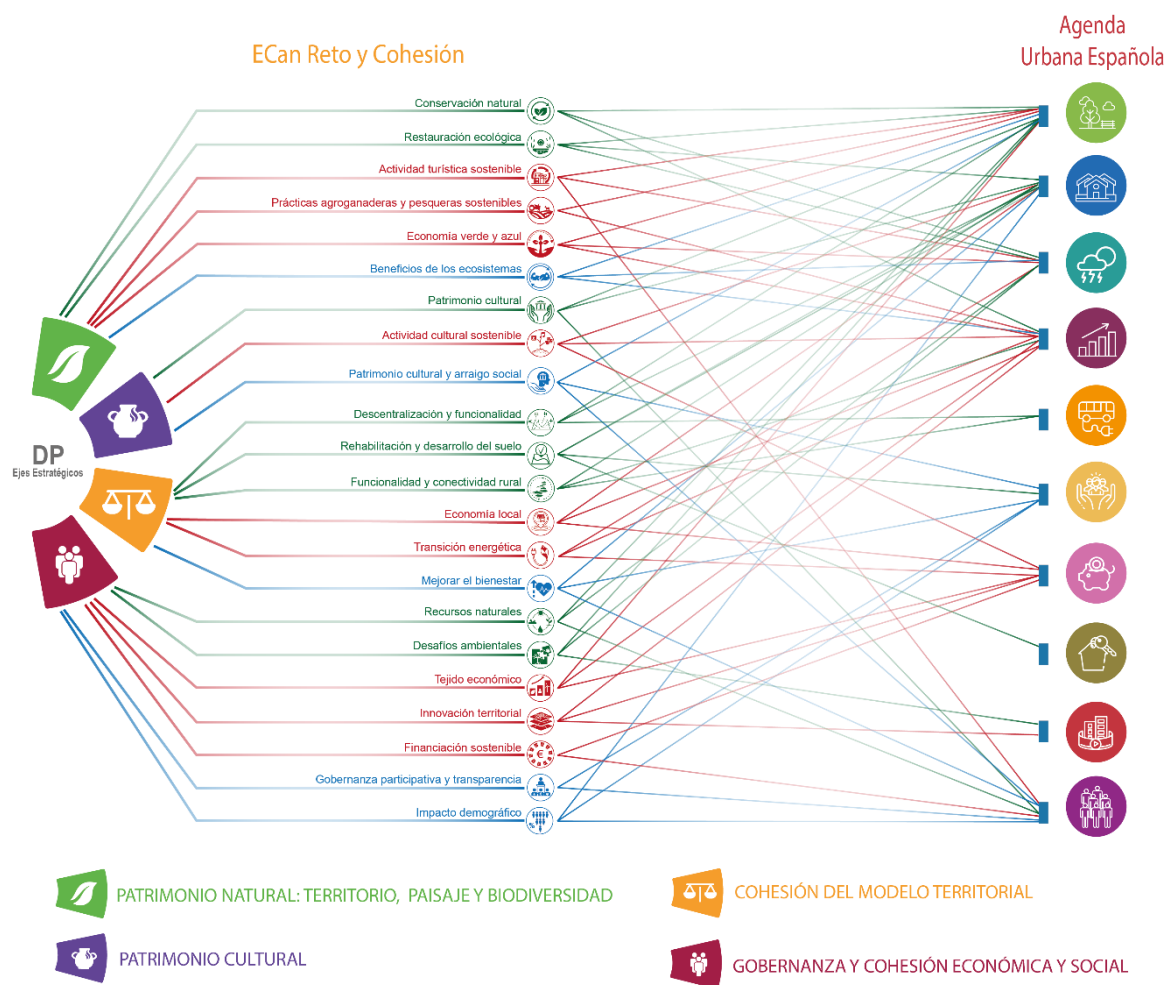 ECan Reto y Cohesión
Agenda
Urbana Española
Conservación natural
Restauración ecológica
Actividad turística sostenible
Prácticas agroganaderas y pesqueras sostenibles
Economía verde y azul
Beneficios de los ecosistemas
Patrimonio cultural
Actividad cultural sostenible
Patrimonio cultural y arraigo social
Descentralización y funcionalidad
Rehabilitación y desarrollo del suelo
Funcionalidad y conectividad rural
Economía local
Transición energética
Mejorar el bienestar
Recursos naturales
Desafíos ambientales
Tejido económico
Innovación territorial
Financiación sostenible
Gobernanza participativa y transparencia
Impacto demográfico
DP
Ejes Estratégicos
PATRIMONIO NATURAL: TERRITORIO, PAISAJE Y BIODIVERSIDAD
COHESIÓN DEL MODELO TERRITORIAL
PATRIMONIO CULTURAL
GOBERNANZA Y COHESIÓN ECONÓMICA Y SOCIAL